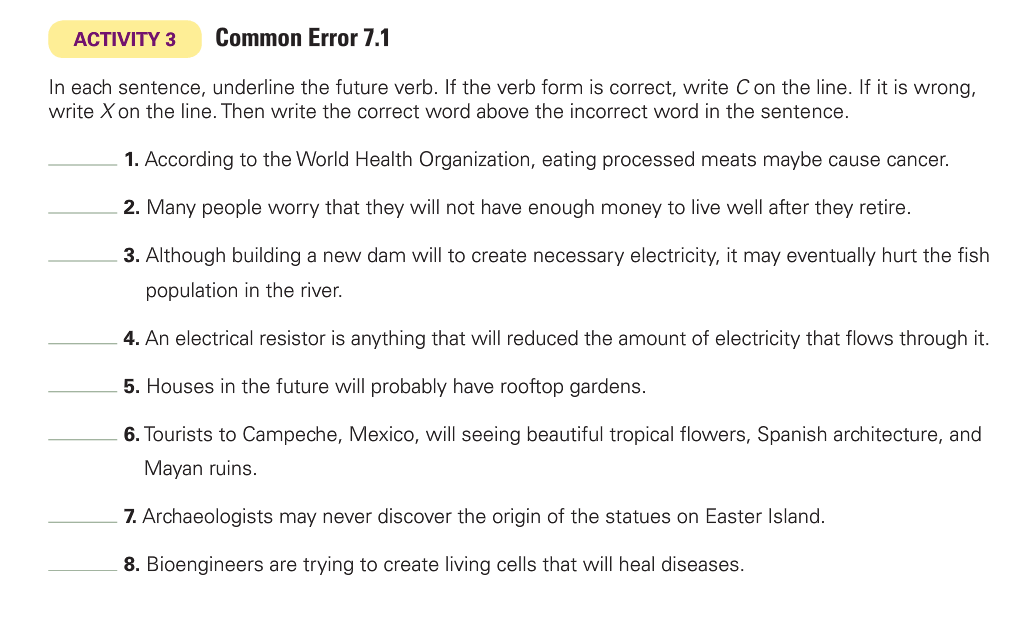 ACTIVITY 3 Common Error 7.1
In each sentence, underline the future verb. If the verb form is correct, write C on the line. If it is wrong,
write X on the line. Then write the correct word above the incorrect word in the sentence.
1. According to the World Health Organization, eating processed meats maybe cause cancer.
2. Many people worry that they will not have enough money to live well after they retire.
3. Although building a new dam will to create necessary electricity, it may eventually hurt the fish
population in the river.
4. An electrical resistor is anything that will reduced the amount of electricity that flows through it.
5. Houses in the future will probably have rooftop gardens.
6. Tourists to Campeche, Mexico, will seeing beautiful tropical flowers, Spanish architecture, and
Mayan ruins.
7. Archaeologists may never discover the origin of the statues on Easter Island.
8. Bioengineers are trying to create living cells that will heal diseases.